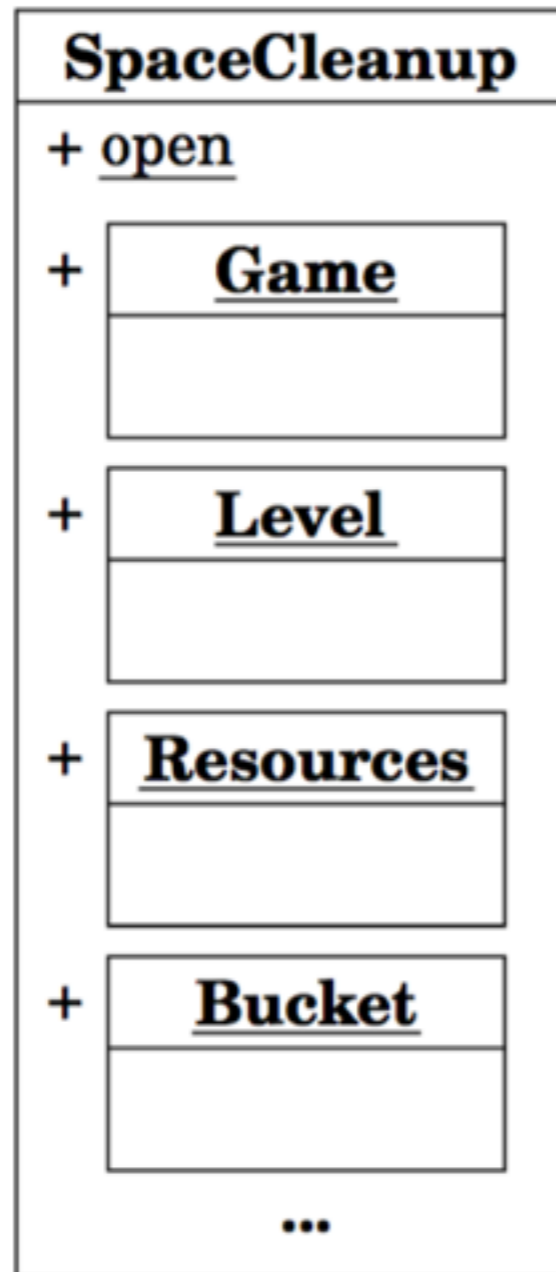 SpaceCleanup
+ open
+ Game
+ Level
+ Resources
+ Bucket
...